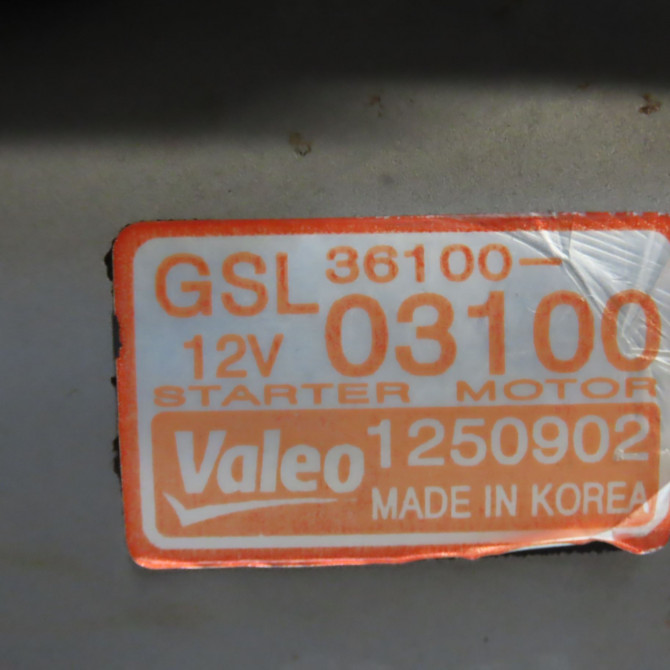 GSL 36100-
12V 03100
STARTER MOTOR
Valeo 1250902
MADE IN KOREA